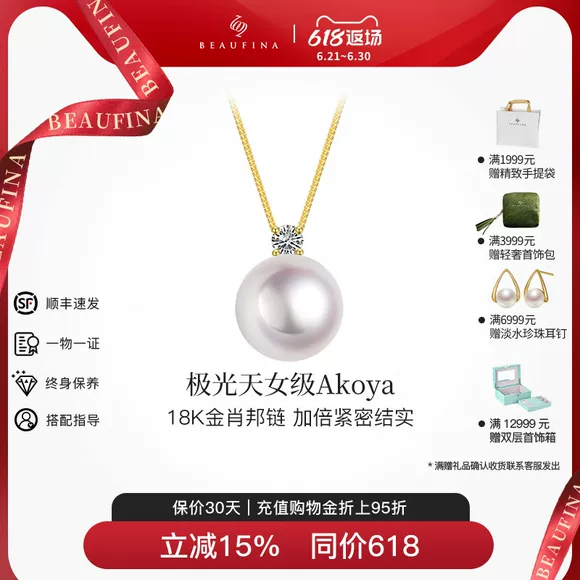 BEAUFINA
618返场
6.21~6.30
BEAUFINA
BEAUFINA
BEAUFINA
满1999元
赠精致手提袋
满3999元
赠轻奢首饰包
满6999元
赠淡水珍珠耳钉
满 12999 元
赠双层首饰箱
* 满赠礼品确认收货联系客服发出
SF
顺丰速发
一物一证
终身保养
搭配指导
极光天女级Akoya
18K金肖邦链 加倍紧密结实
保价30天｜充值购物金折上95折
立减15% 同价618
BEAUFINA